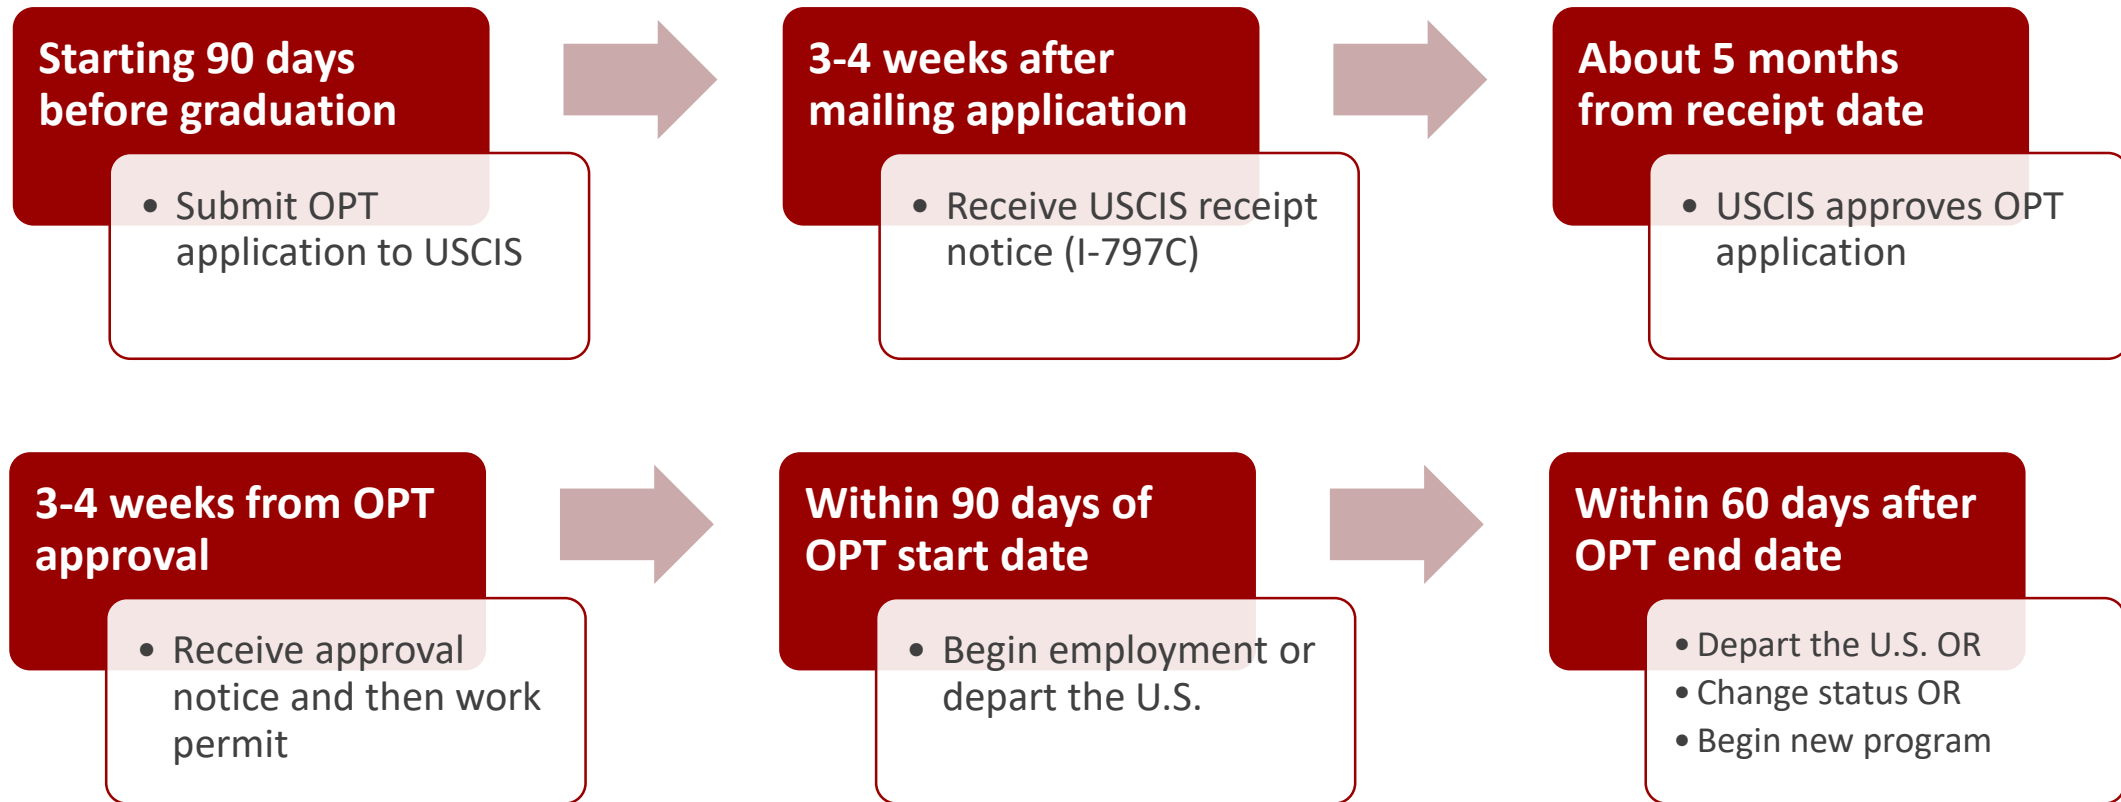 Starting 90 days
before graduation
• Submit OPT
application to USCIS
3-4 weeks after
mailing application
• Receive USCIS receipt
notice (I-797C)
About 5 months
from receipt date
• USCIS approves OPT
application
3-4 weeks from OPT
approval
• Receive approval
notice and then work
permit
Within 90 days of
OPT start date
• Begin employment or
depart the U.S.
Within 60 days after
OPT end date
• Depart the U.S. OR
• Change status OR
• Begin new program